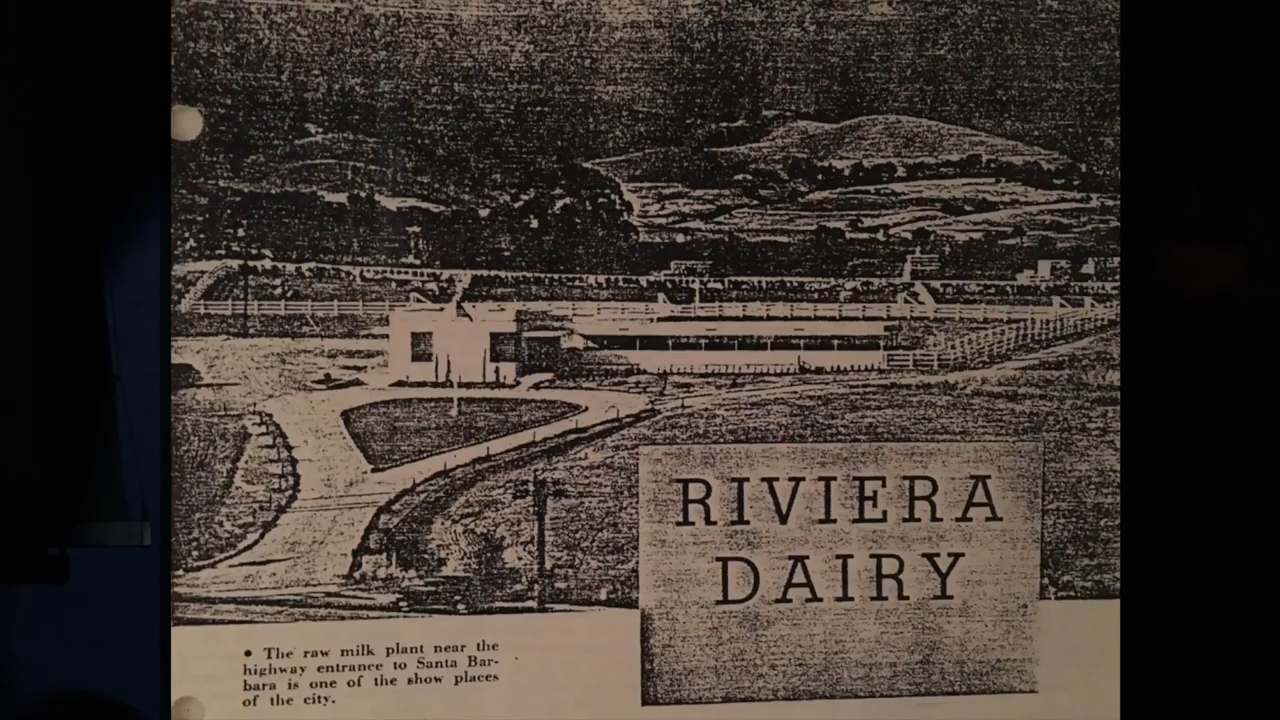 RIVIERA
DAIRY
• The raw milk plant near the
highway entrance to Santa Bar-
bara is one of the show places
of the city.